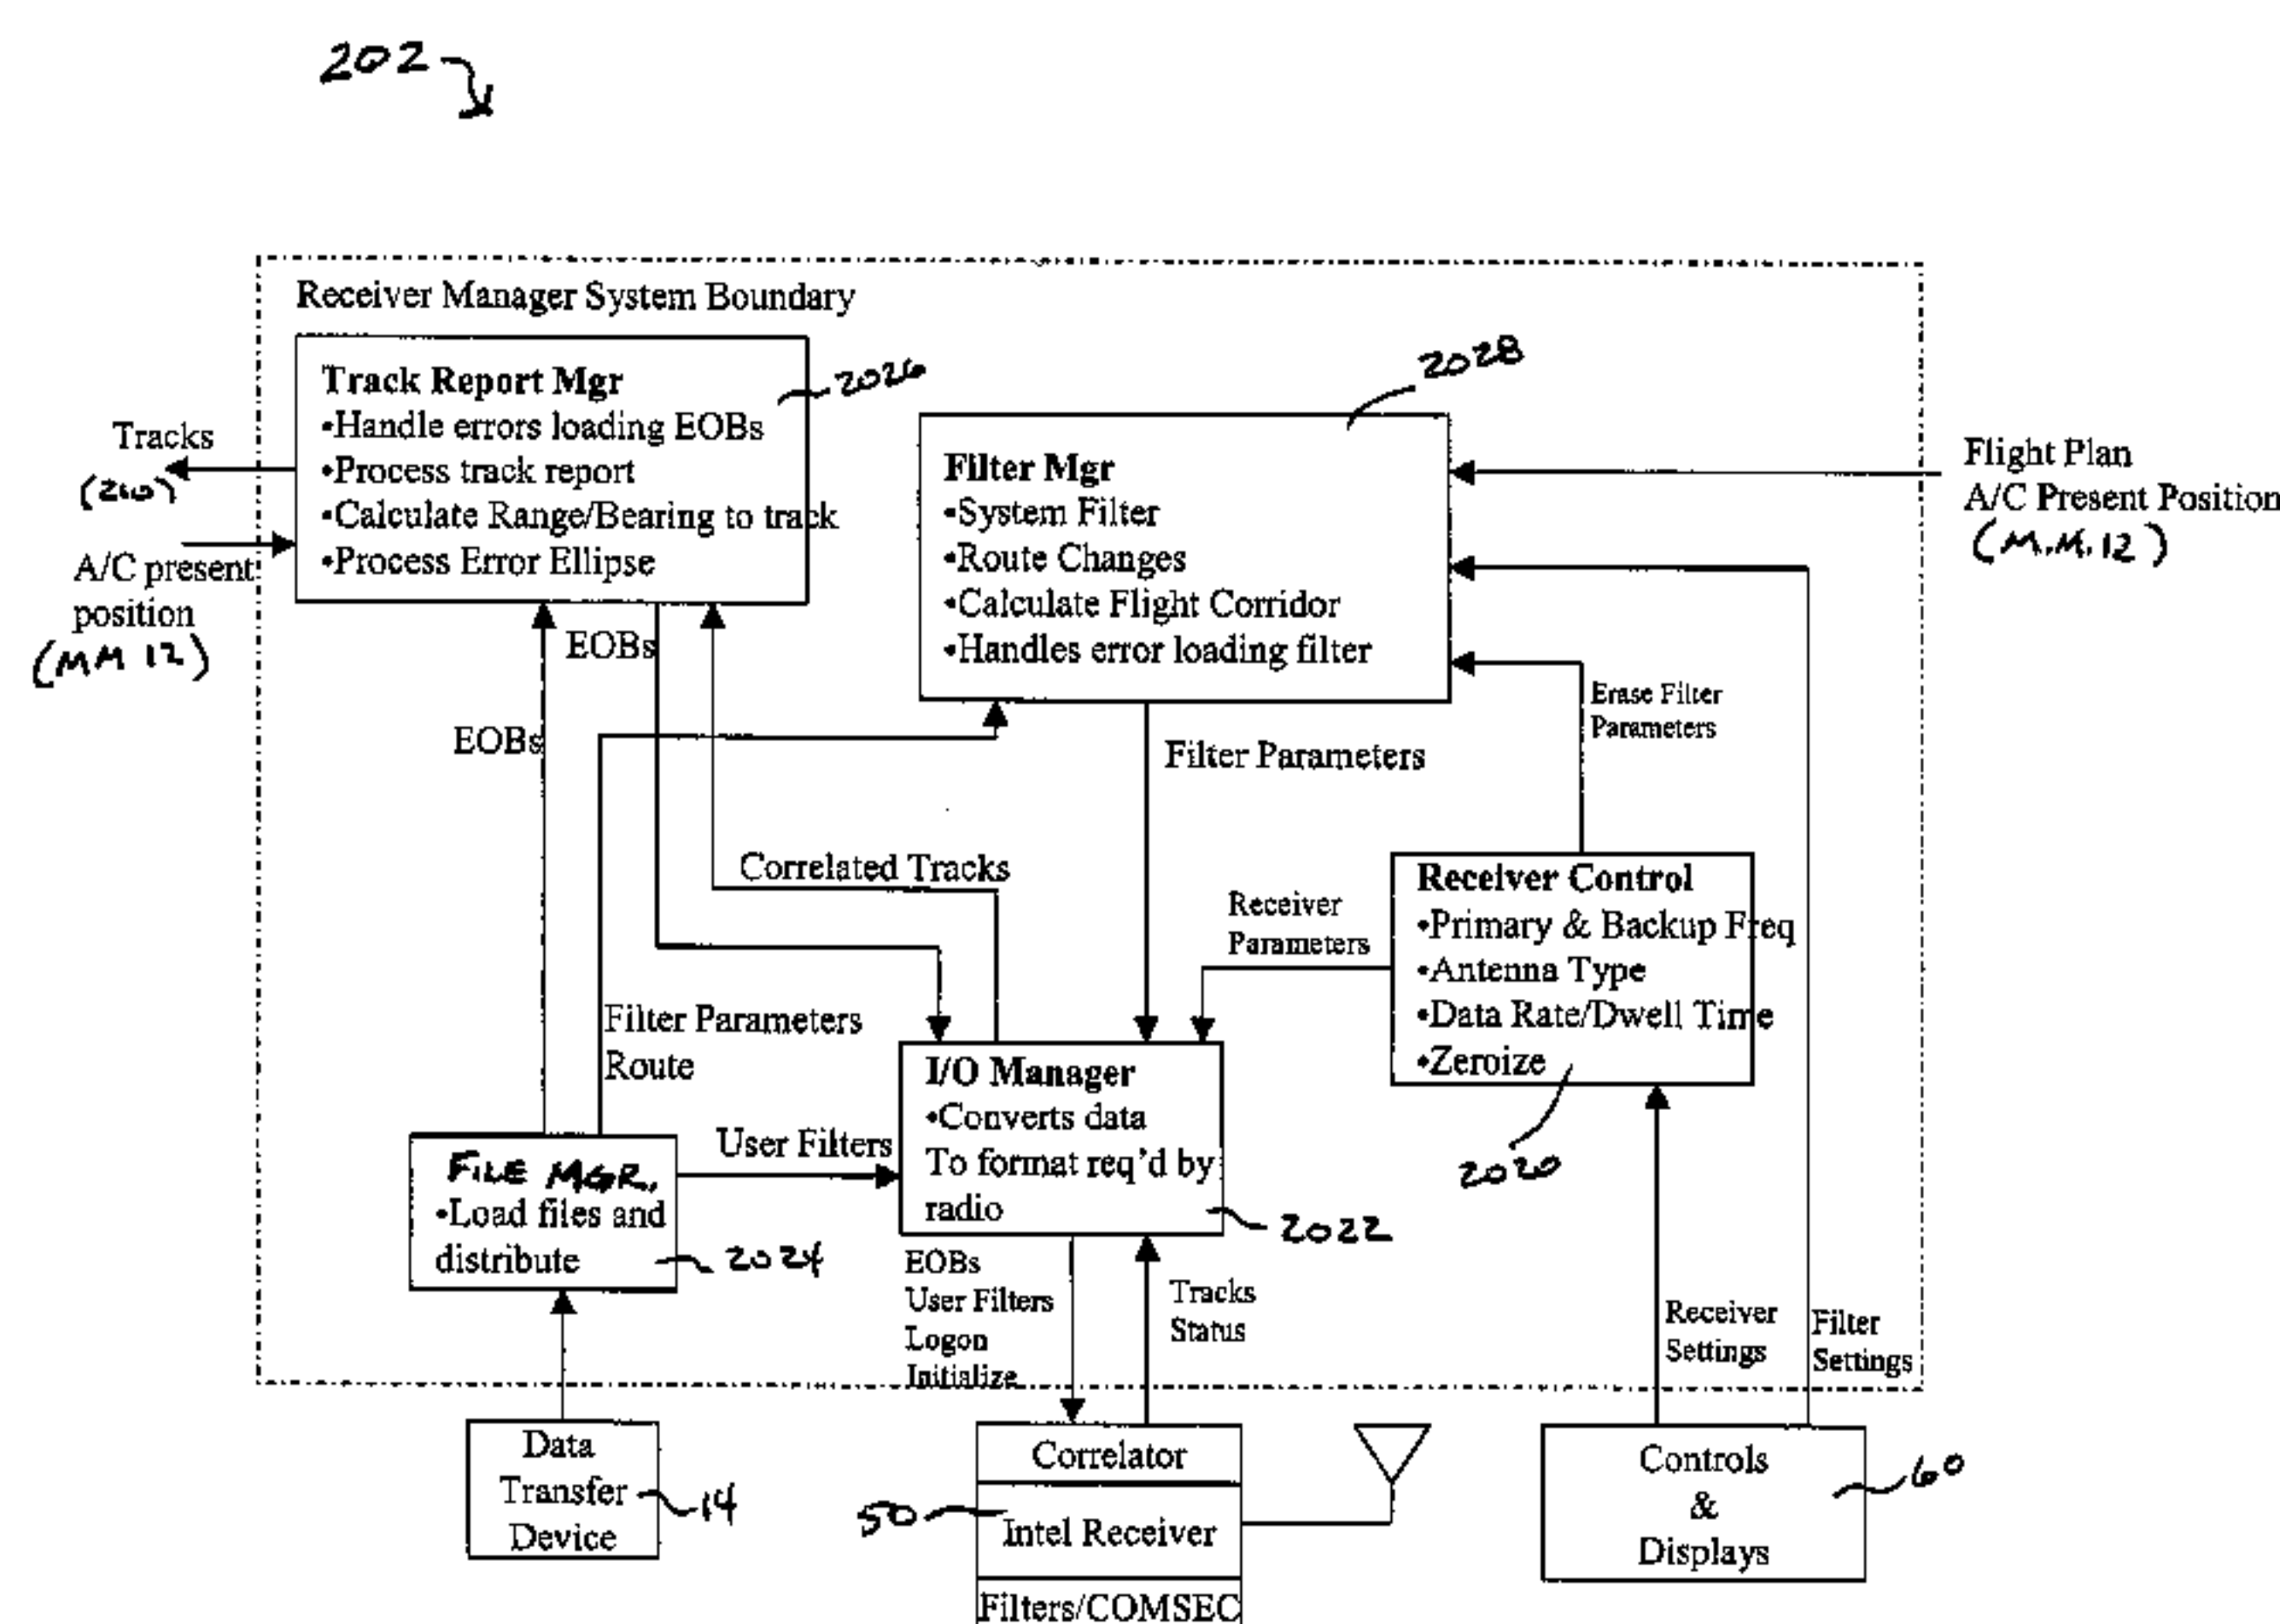 202
Receiver Manager System Boundary
Track Report Mgr
•Handle errors loading EOBs
•Process track report
•Calculate Range/Bearing to track
•Process Error Ellipse
2026
2028
Tracks
(210)
A/C present
position
(MM 12)
Filter Mgr
•System Filter
•Route Changes
•Calculate Flight Corridor
•Handles error loading filter
Flight Plan
A/C Present Position
(M.M.12)
EOBs
EOBs
Filter Parameters
Erase Filter
Parameters
Correlated Tracks
Receiver
Parameters
Receiver Control
•Primary & Backup Freq
•Antenna Type
•Data Rate/Dwell Time
•Zeroize
2020
Filter Parameters
Route
I/O Manager
•Converts data
To format req'd by
radio
2022
User Filters
FILE MGR.
•Load files and
distribute
2024
EOBs
User Filters
Logon
Initialize
Tracks
Status
Receiver
Settings
Filter
Settings
Data
Transfer
Device
14
Correlator
50
Intel Receiver
Filters/COMSEC
Controls
&
Displays
60